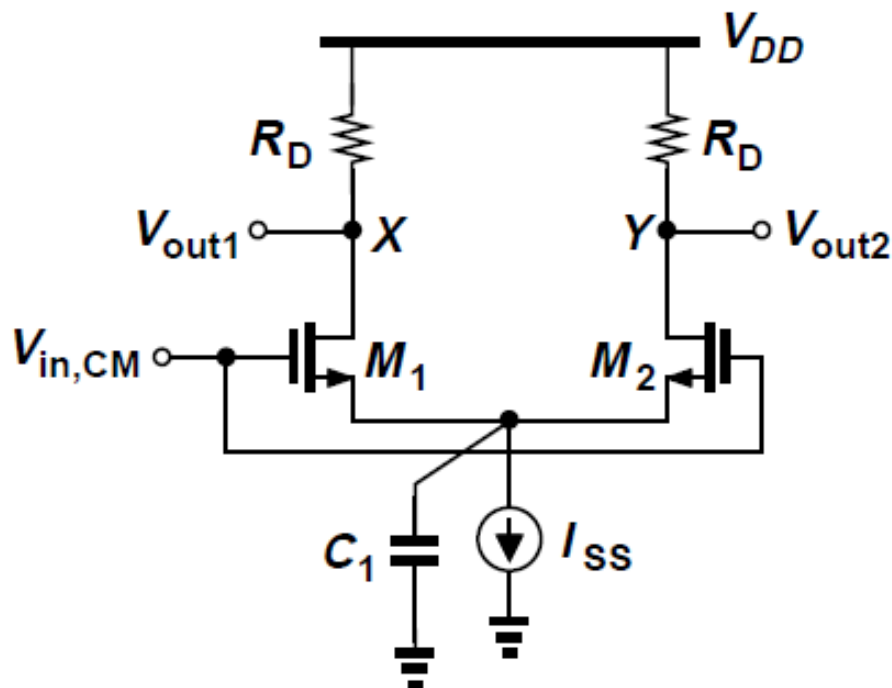 V_DD
R_D R_D
V_out1 X Y V_out2
V_in,CM M_1 M_2
C_1 I_SS